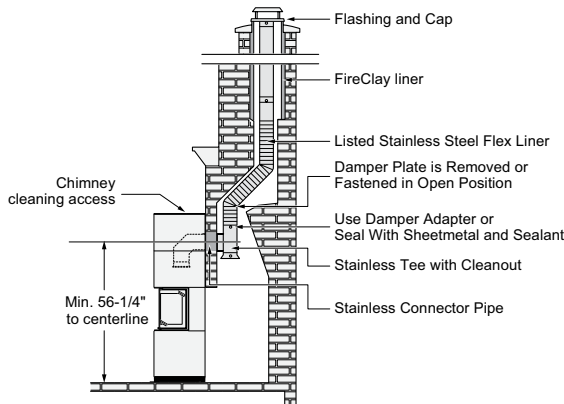 Flashing and Cap
FireClay liner
Listed Stainless Steel Flex Liner
Damper Plate is Removed or
Fastened in Open Position
Chimney
cleaning access
Use Damper Adapter or
Seal With Sheetmetal and Sealant
Stainless Tee with Cleanout
Min. 56-1/4"
to centerline
Stainless Connector Pipe